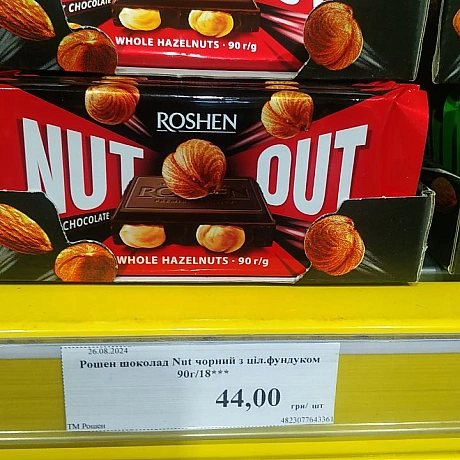 CHOCOLATE
WHOLE HAZELNUTS · 90 г/g
ROSHEN
NUT OUT
CHOCOLATE
ROSHEN
WHOLE HAZELNUTS · 90 г/g
26.08.2024
Рошен шоколад Nut чорний з ціл.фундуком
90г/18***
44,00 грн/ шт
ТМ Рошен 4823077643361